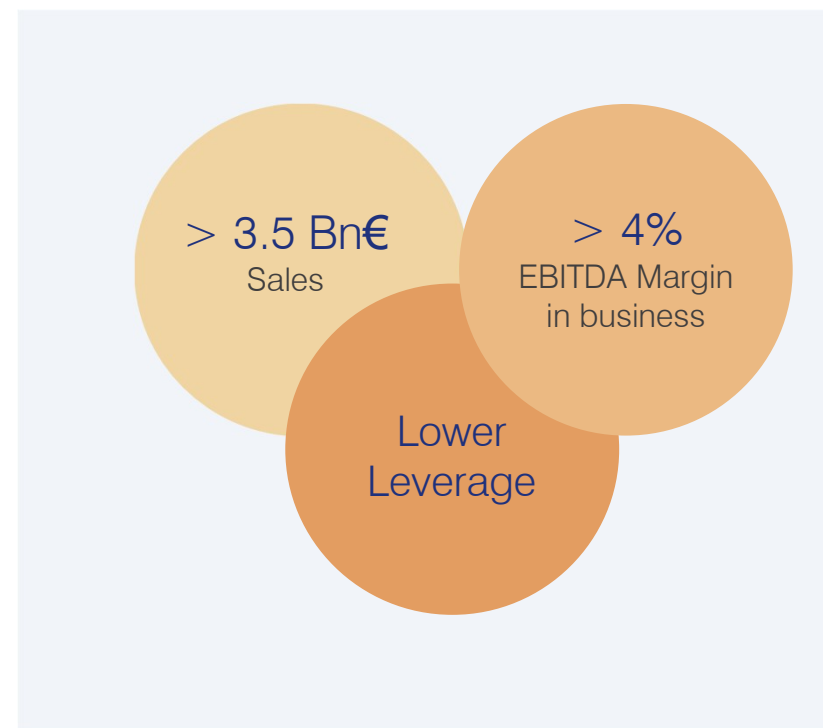 > 3.5 Bn€
Sales
> 4%
EBITDA Margin
in business
Lower
Leverage